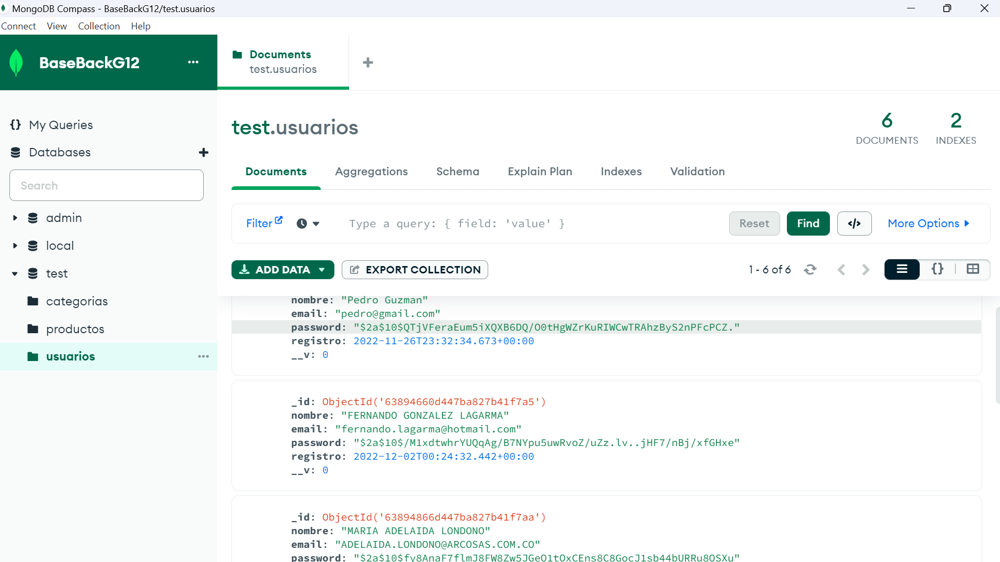 MongoDB Compass - BaseBackG12/test.usuarios
Connect View Collection Help
BaseBackG12
Documents
test.usuarios
My Queries
Databases
Search
admin
local
test
categorias
productos
usuarios
test.usuarios
6
DOCUMENTS
2
INDEXES
Documents Aggregations Schema Explain Plan Indexes Validation
Filter Type a query: { field: 'value' } Reset Find </> More Options
ADD DATA EXPORT COLLECTION 1 - 6 of 6 {}
nombre: "Pedro Guzman"
email: "pedro@gmail.com"
password: "$2a$10$QTjVFeraEum5iXQXB6DQ/O0tHgWZrKuRIWCwTRAhzByS2nPFcPCZ."
registro: 2022-11-26T23:32:34.673+00:00
__v: 0
_id: ObjectId('63894660d447ba827b41f7a5')
nombre: "FERNANDO GONZALEZ LAGARMA"
email: "fernando.lagarma@hotmail.com"
password: "$2a$10$/M1xdtwhrYUQqAg/B7NYpu5uwRvoZ/uZz.lv..jHF7/nBj/xfGHxe"
registro: 2022-12-02T00:24:32.442+00:00
__v: 0
_id: ObjectId('63894866d447ba827b41f7aa')
nombre: "MARIA ADELAIDA LONDONO"
email: "ADELAIDA.LONDONO@ARCOSAS.COM.CO"
password: "$2a$10$fy8AnaF7flmJ8FW8Zw5JGeO1tOxCEns8C8GocJ1sb44bURRu8OSXu"